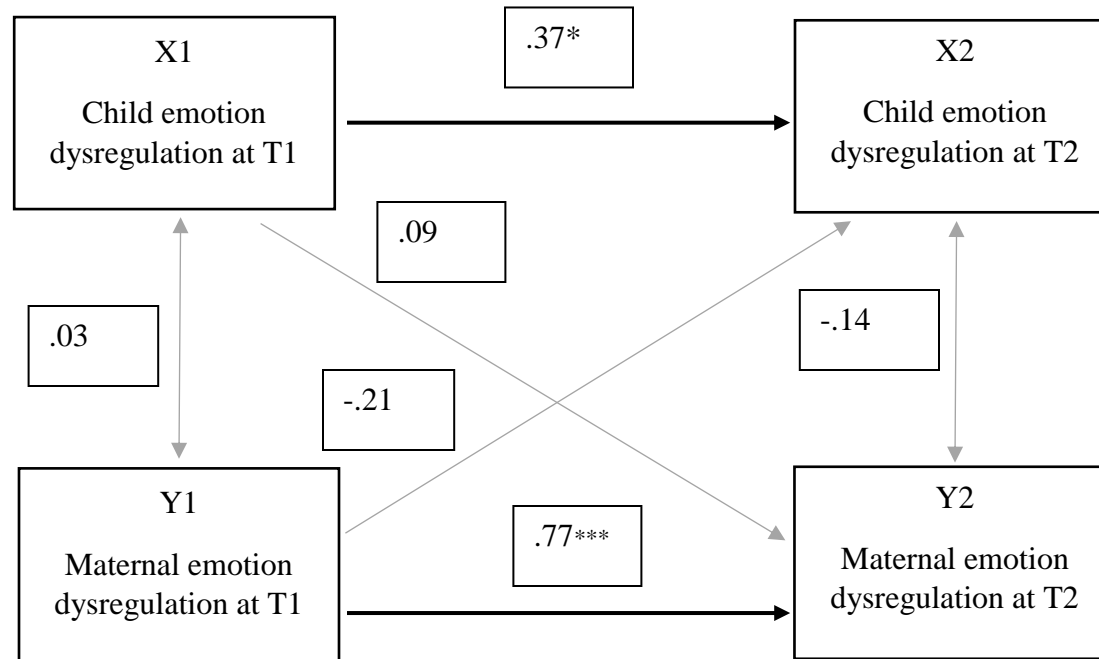 X1
Child emotion
dysregulation at T1
.37*
X2
Child emotion
dysregulation at T2
.09
.03
-.14
-.21
Y1
Maternal emotion
dysregulation at T1
.77***
Y2
Maternal emotion
dysregulation at T2